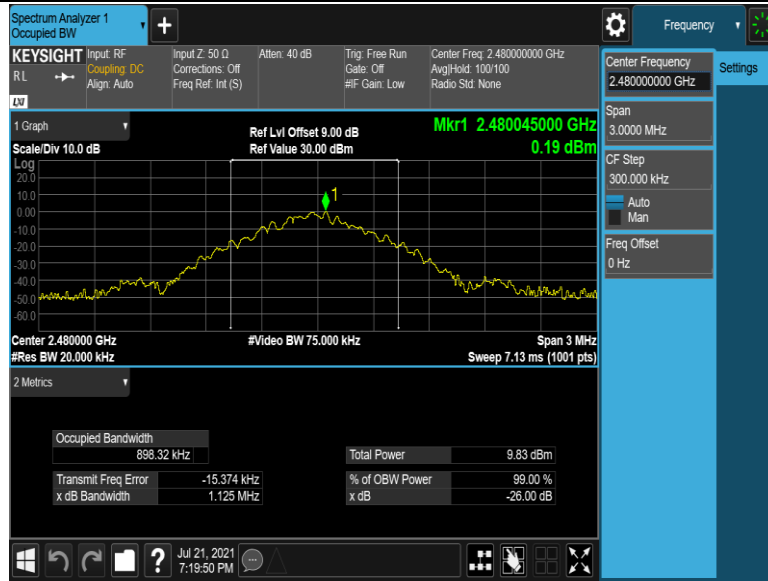 Spectrum Analyzer 1
Occupied BW
Frequency
KEYSIGHT
RL
LXI
Input: RF
Coupling: DC
Align: Auto
Input Z: 50 Ω
Corrections: Off
Freq Ref: Int (S)
Atten: 40 dB
Trig: Free Run
Gate: Off
#IF Gain: Low
Center Freq: 2.480000000 GHz
Avg|Hold: 100/100
Radio Std: None
Center Frequency
2.480000000 GHz
Settings
Span
3.0000 MHz
CF Step
300.000 kHz
Auto
Man
Freq Offset
0 Hz
1 Graph
Scale/Div 10.0 dB
Ref Lvl Offset 9.00 dB
Ref Value 30.00 dBm
Mkr1 2.480045000 GHz
0.19 dBm
Log
20.0
10.0
0.00
-10.0
-20.0
-30.0
-40.0
-50.0
-60.0
1
Center 2.480000 GHz
#Res BW 20.000 kHz
#Video BW 75.000 kHz
Span 3 MHz
Sweep 7.13 ms (1001 pts)
2 Metrics
Occupied Bandwidth
898.32 kHz
Total Power 9.83 dBm
Transmit Freq Error -15.374 kHz
% of OBW Power 99.00 %
x dB Bandwidth 1.125 MHz
x dB -26.00 dB
?
Jul 21, 2021
7:19:50 PM